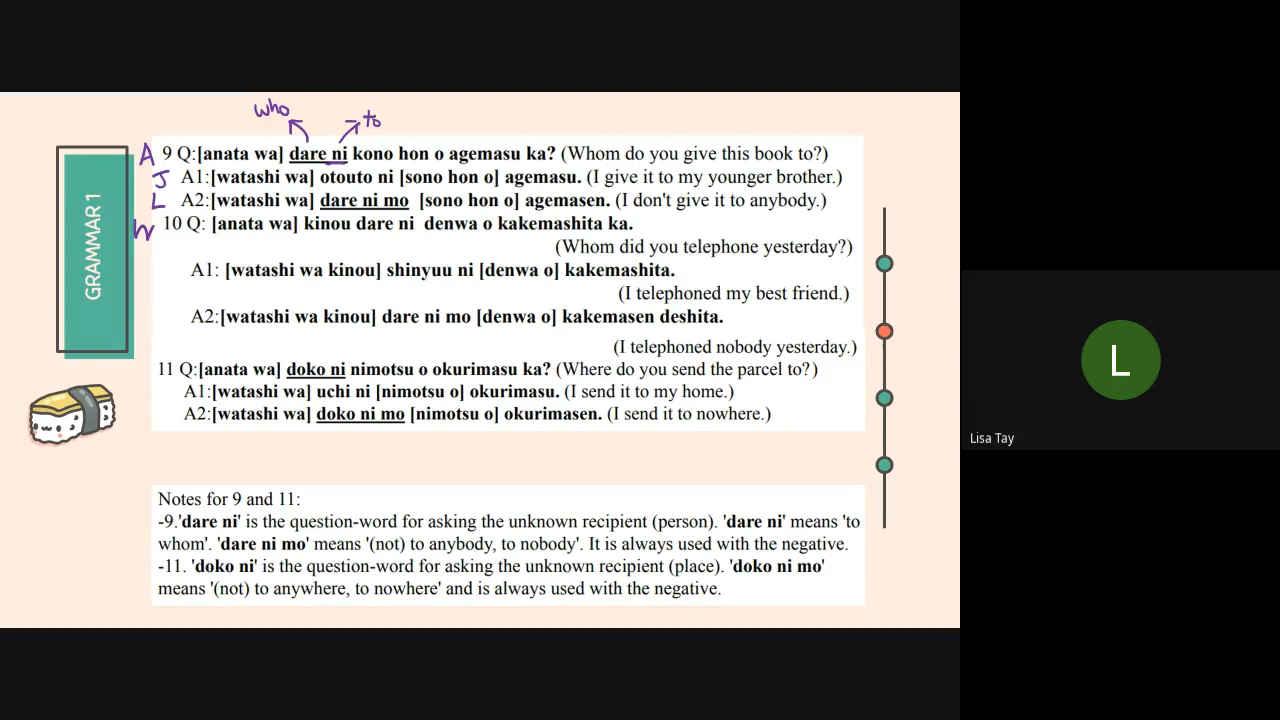 who
to
GRAMMAR 1
A 9 Q:[anata wa] dare ni kono hon o agemasu ka? (Whom do you give this book to?)
J A1:[watashi wa] otouto ni [sono hon o] agemasu. (I give it to my younger brother.)
L A2:[watashi wa] dare ni mo [sono hon o] agemasen. (I don't give it to anybody.)
W 10 Q: [anata wa] kinou dare ni denwa o kakemashita ka.
(Whom did you telephone yesterday?)
A1: [watashi wa kinou] shinyuu ni [denwa o] kakemashita.
(I telephoned my best friend.)
A2:[watashi wa kinou] dare ni mo [denwa o] kakemasen deshita.
(I telephoned nobody yesterday.)
11 Q:[anata wa] doko ni nimotsu o okurimasu ka? (Where do you send the parcel to?)
A1:[watashi wa] uchi ni [nimotsu o] okurimasu. (I send it to my home.)
A2:[watashi wa] doko ni mo [nimotsu o] okurimasen. (I send it to nowhere.)
Notes for 9 and 11:
-9.'dare ni' is the question-word for asking the unknown recipient (person). 'dare ni' means 'to
whom'. 'dare ni mo' means '(not) to anybody, to nobody'. It is always used with the negative.
-11. 'doko ni' is the question-word for asking the unknown recipient (place). 'doko ni mo'
means '(not) to anywhere, to nowhere' and is always used with the negative.
L
Lisa Tay